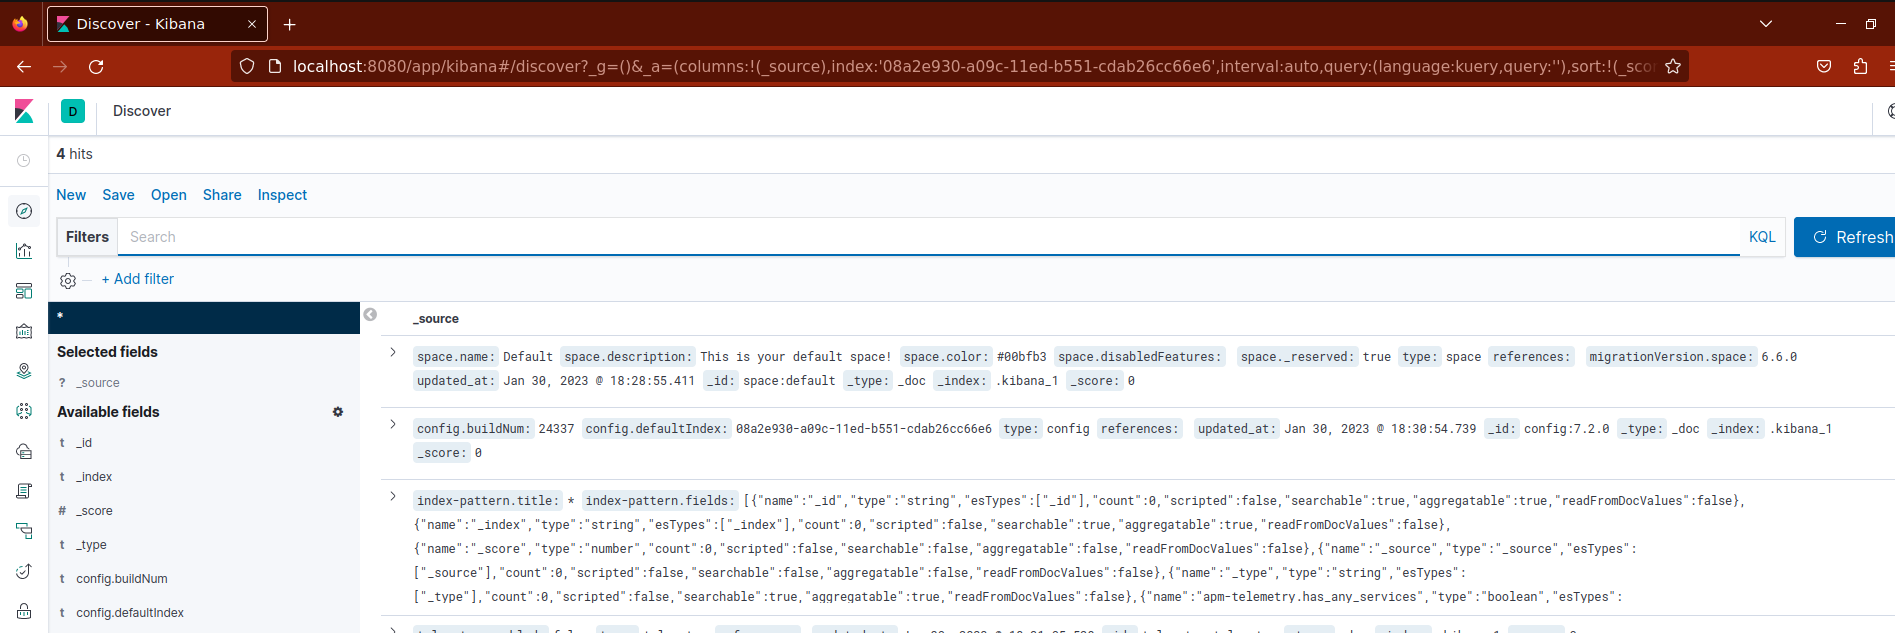 Discover - Kibana
localhost:8080/app/kibana#/discover?_g=()&_a=(columns:!(_source),index:'08a2e930-a09c-11ed-b551-cdab26cc66e6',interval:auto,query:(language:kuery,query:''),sort:!(_sco
D Discover
4 hits
New Save Open Share Inspect
Filters Search KQL Refresh
+ Add filter
*
Selected fields
? _source
Available fields
t _id
t _index
# _score
t _type
t config.buildNum
t config.defaultIndex
_source
space.name: Default space.description: This is your default space! space.color: #00bfb3 space.disabledFeatures: space._reserved: true type: space references: migrationVersion.space: 6.6.0
updated_at: Jan 30, 2023 @ 18:28:55.411 _id: space:default _type: _doc _index: .kibana_1 _score: 0
config.buildNum: 24337 config.defaultIndex: 08a2e930-a09c-11ed-b551-cdab26cc66e6 type: config references: updated_at: Jan 30, 2023 @ 18:30:54.739 _id: config:7.2.0 _type: _doc _index: .kibana_1
_score: 0
index-pattern.title: * index-pattern.fields: [{"name":"_id","type":"string","esTypes":["_id"],"count":0,"scripted":false,"searchable":true,"aggregatable":true,"readFromDocValues":false},
{"name":"_index","type":"string","esTypes":["_index"],"count":0,"scripted":false,"searchable":true,"aggregatable":true,"readFromDocValues":false},
{"name":"_score","type":"number","count":0,"scripted":false,"searchable":false,"aggregatable":false,"readFromDocValues":false},{"name":"_source","type":"_source","esTypes":
["_source"],"count":0,"scripted":false,"searchable":false,"aggregatable":false,"readFromDocValues":false},{"name":"_type","type":"string","esTypes":
["_type"],"count":0,"scripted":false,"searchable":true,"aggregatable":true,"readFromDocValues":false},{"name":"apm-telemetry.has_any_services","type":"boolean","esTypes":